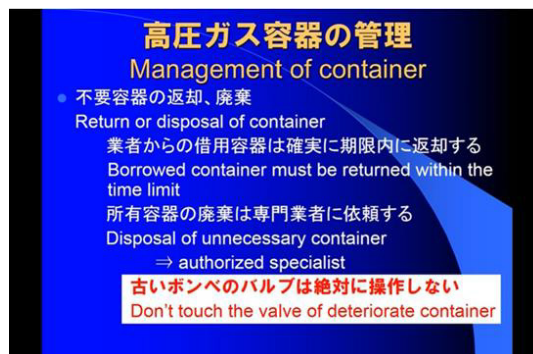 高圧ガス容器の管理
Management of container
不要容器の返却、廃棄
Return or disposal of container
業者からの借用容器は確実に期限内に返却する
Borrowed container must be returned within the
time limit
所有容器の廃棄は専門業者に依頼する
Disposal of unnecessary container
⇒ authorized specialist
古いボンベのバルブは絶対に操作しない
Don't touch the valve of deteriorate container